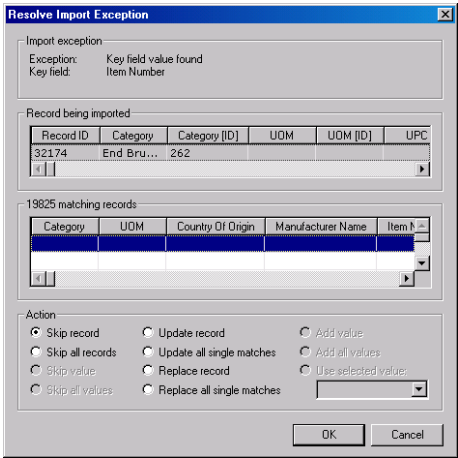 Resolve Import Exception
Import exception
Exception: Key field value found
Key field: Item Number
Record being imported
Record ID Category Category [ID] UOM UOM [ID] UPC
32174 End Bru... 262
19825 matching records
Category UOM Country Of Origin Manufacturer Name Item
Action
Skip record Update record Add value
Skip all records Update all single matches Add all values
Skip value Replace record Use selected value:
Skip all values Replace all single matches
OK Cancel